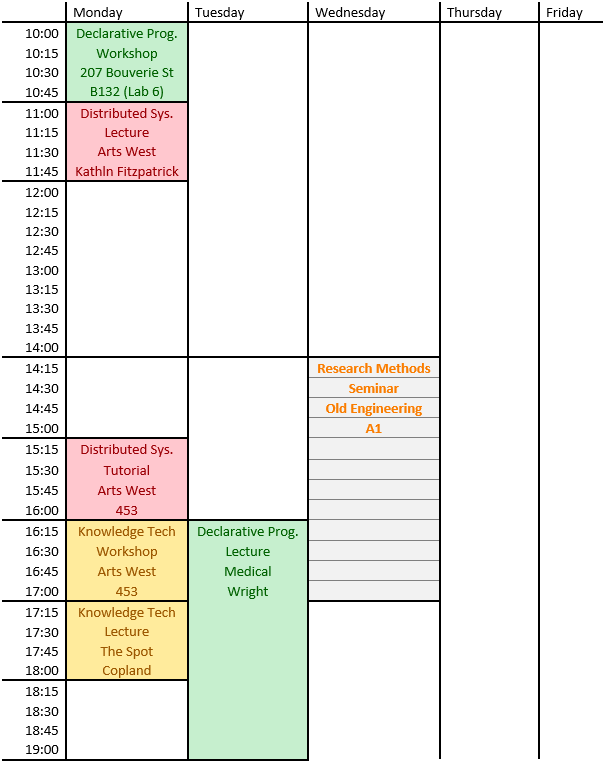 Monday Tuesday Wednesday Thursday Friday
10:00 Declarative Prog.
10:15 Workshop
10:30 207 Bouverie St
10:45 B132 (Lab 6)
11:00 Distributed Sys.
11:15 Lecture
11:30 Arts West
11:45 Kathln Fitzpatrick
12:00
12:15
12:30
12:45
13:00
13:15
13:30
13:45
14:00
14:15 Research Methods
14:30 Seminar
14:45 Old Engineering
15:00 A1
15:15 Distributed Sys.
15:30 Tutorial
15:45 Arts West
16:00 453
16:15 Knowledge Tech Declarative Prog.
16:30 Workshop Lecture
16:45 Arts West Medical
17:00 453 Wright
17:15 Knowledge Tech
17:30 Lecture
17:45 The Spot
18:00 Copland
18:15
18:30
18:45
19:00